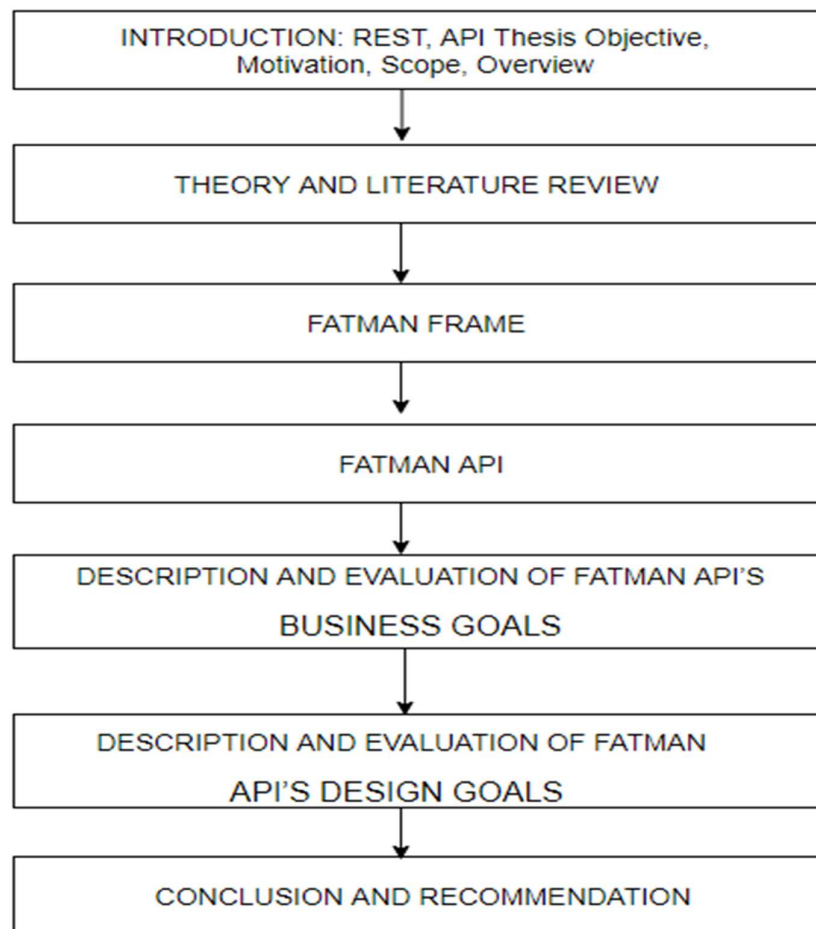 INTRODUCTION: REST, API Thesis Objective,
Motivation, Scope, Overview
THEORY AND LITERATURE REVIEW
FATMAN FRAME
FATMAN API
DESCRIPTION AND EVALUATION OF FATMAN API’S
BUSINESS GOALS
DESCRIPTION AND EVALUATION OF FATMAN
API’S DESIGN GOALS
CONCLUSION AND RECOMMENDATION